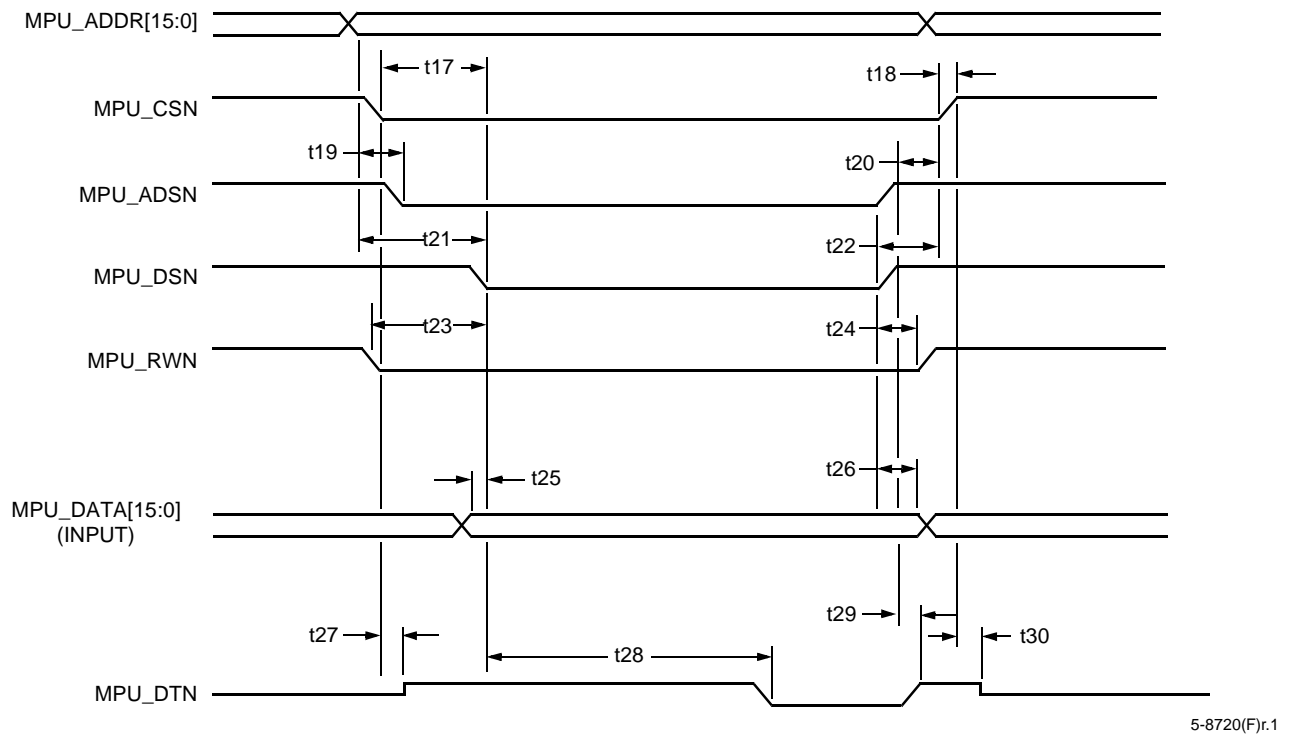 MPU_ADDR[15:0]
t17
t18
MPU_CSN
t19
t20
MPU_ADSN
t21
t22
MPU_DSN
t23
t24
MPU_RWN
t25
t26
MPU_DATA[15:0]
(INPUT)
t27
t28
t29
t30
MPU_DTN
5-8720(F)r.1